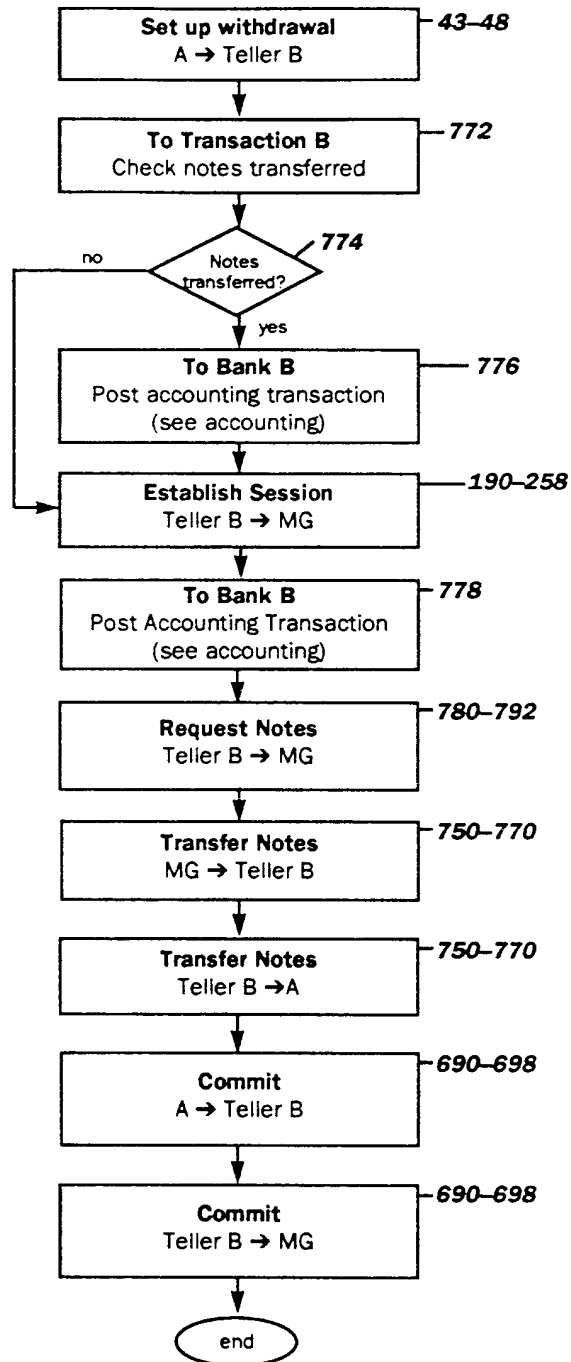 Set up withdrawal
A → Teller B
43–48
To Transaction B
Check notes transferred
772
Notes
transferred?
774
no
yes
To Bank B
Post accounting transaction
(see accounting)
776
Establish Session
Teller B → MG
190–258
To Bank B
Post Accounting Transaction
(see accounting)
778
Request Notes
Teller B → MG
780–792
Transfer Notes
MG → Teller B
750–770
Transfer Notes
Teller B →A
750–770
Commit
A → Teller B
690–698
Commit
Teller B → MG
690–698
end